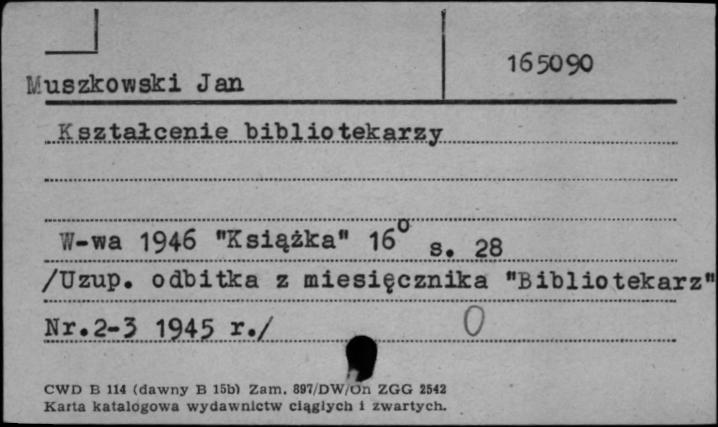 165090
Muszkowski Jan
Kształcenie bibliotekarzy
W-wa 1946 "Książka" 16⁰ s. 28
/Uzup. odbitka z miesięcznika "Bibliotekarz"
Nr.2-3 1945 r./ 0
CWD B 114 (dawny B 15b) Zam. 897/DW/Dn ZGG 2542
Karta katalogowa wydawnictw ciągłych i zwartych.